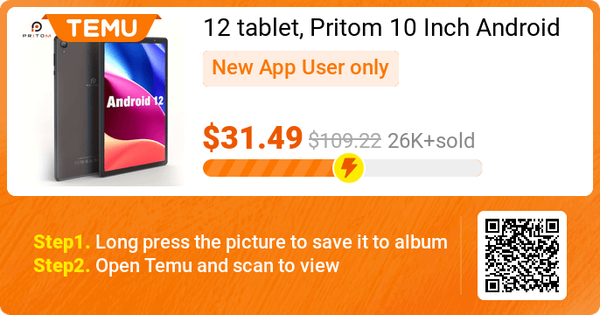 PRITOM
TEMU
12 tablet, Pritom 10 Inch Android
New App User only
Android 12
$31.49 $109.22 26K+sold
Step1. Long press the picture to save it to album
Step2. Open Temu and scan to view